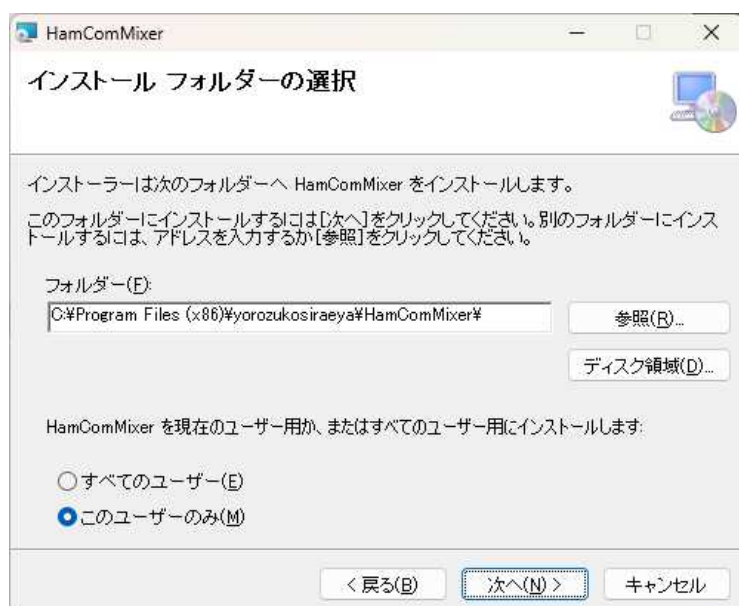 HamComMixer
インストール フォルダーの選択
インストーラーは次のフォルダーへ HamComMixer をインストールします。
このフォルダーにインストールするには[次へ]をクリックしてください。別のフォルダーにインス
トールするには、アドレスを入力するか[参照]をクリックしてください。
フォルダー(F):
C:¥Program Files (x86)¥yorozukosiraeya¥HamComMixer¥
参照(R)...
ディスク領域(D)...
HamComMixer を現在のユーザー用か、またはすべてのユーザー用にインストールします:
すべてのユーザー(E)
このユーザーのみ(M)
< 戻る(B)
次へ(N) >
キャンセル